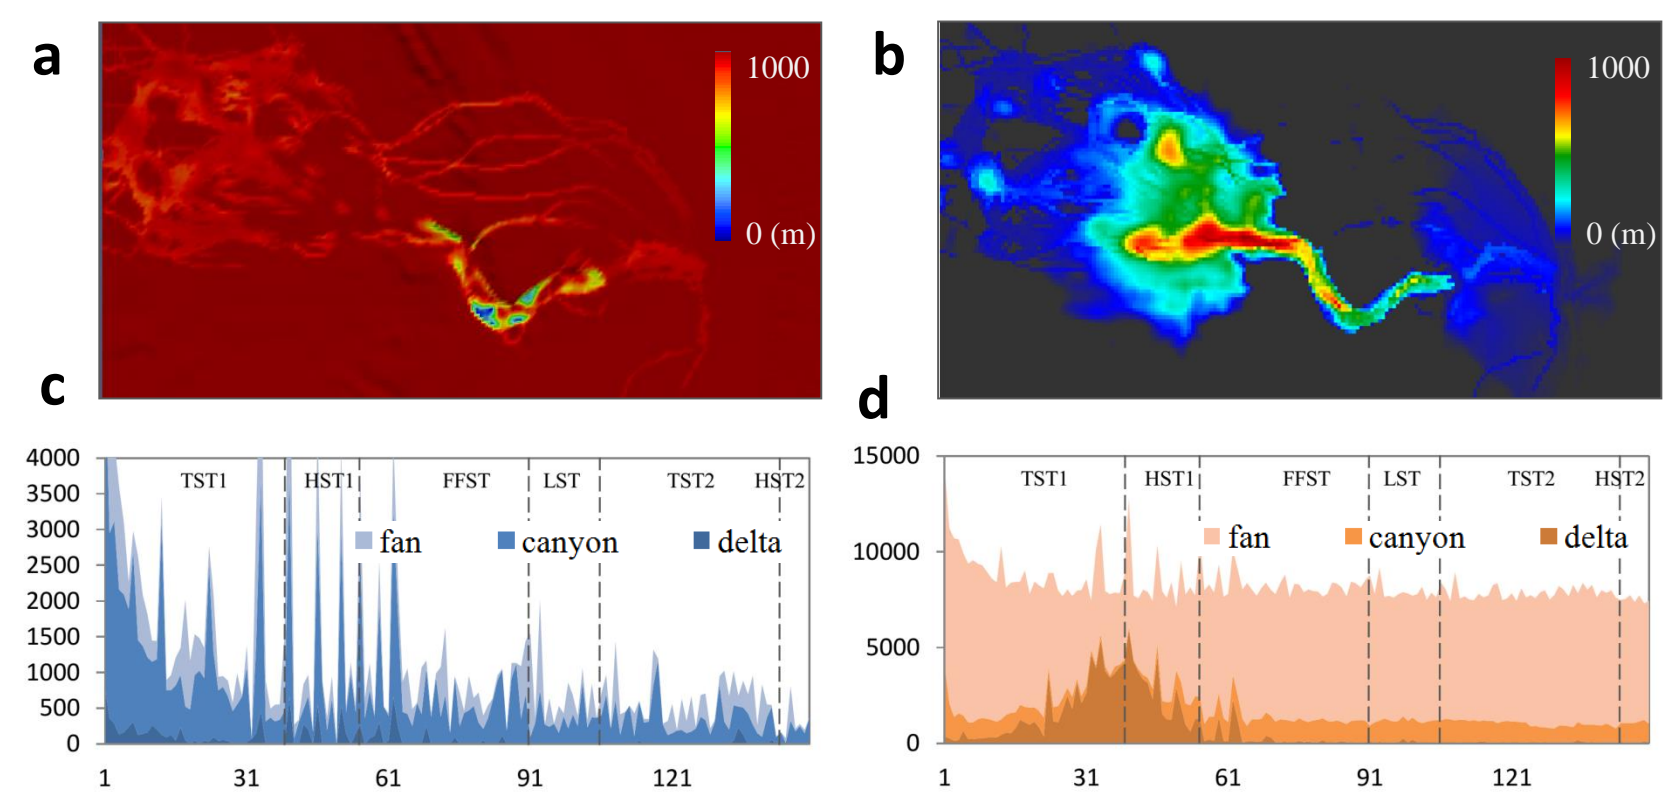 a
1000
0 (m)
b
1000
0 (m)
c
4000
3500
3000
2500
2000
1500
1000
500
0
TST1
HST1
FFST
LST
TST2
HST2
fan
canyon
delta
1
31
61
91
121
d
15000
10000
5000
0
TST1
HST1
FFST
LST
TST2
HST2
fan
canyon
delta
1
31
61
91
121